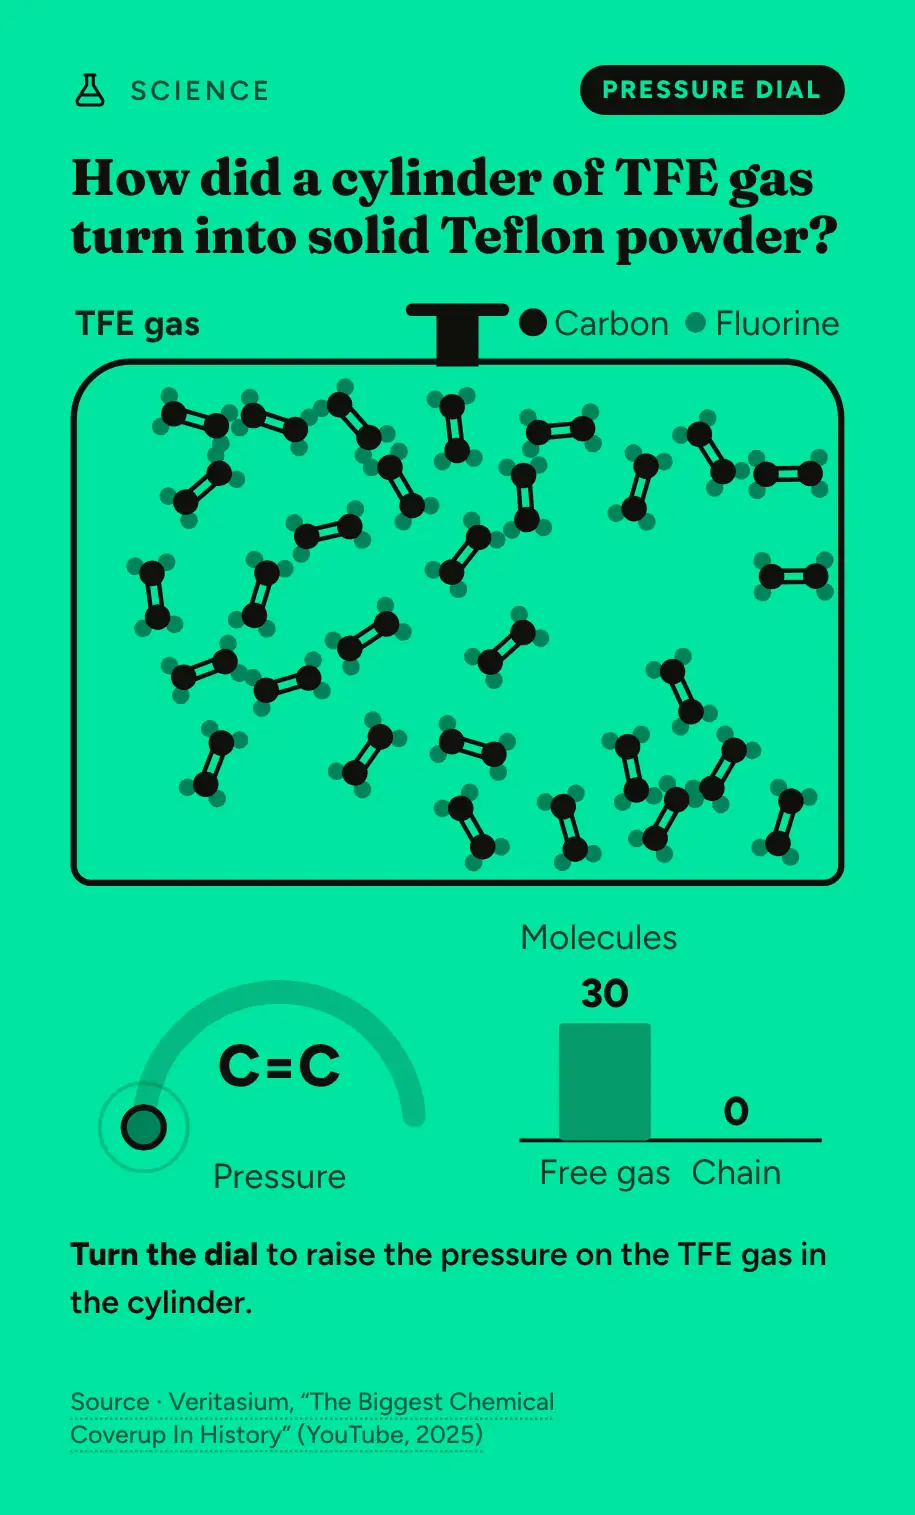 SCIENCE
PRESSURE DIAL
How did a cylinder of TFE gas
turn into solid Teflon powder?
TFE gas
Carbon
Fluorine
Molecules
30
0
Free gas
Chain
C=C
Pressure
Turn the dial to raise the pressure on the TFE gas in
the cylinder.
Source · Veritasium, “The Biggest Chemical
Coverup In History” (YouTube, 2025)